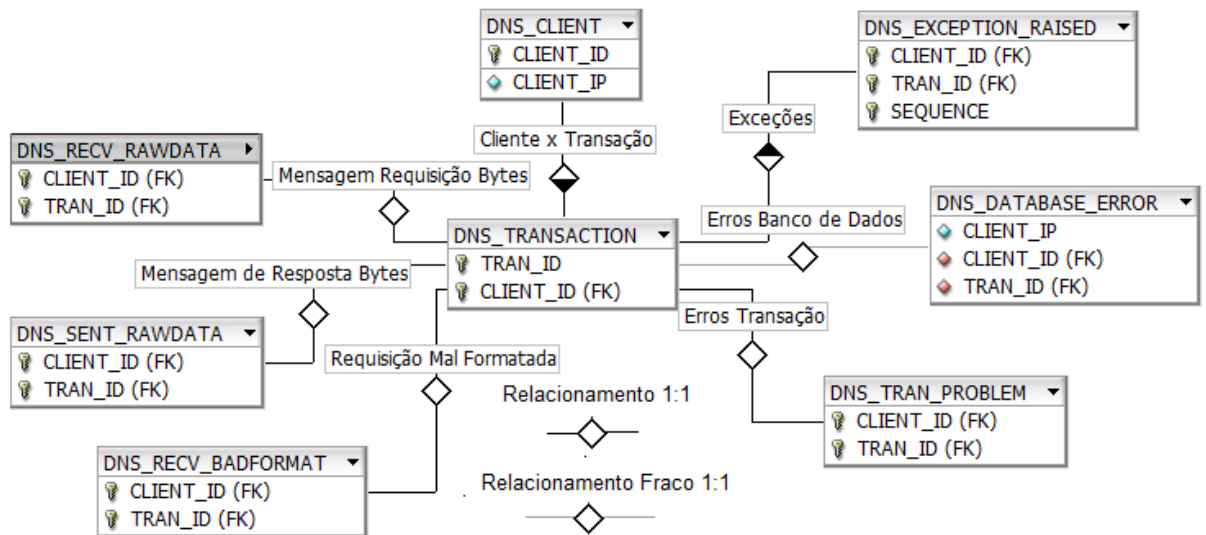 DNS_CLIENT
CLIENT_ID
CLIENT_IP
DNS_EXCEPTION_RAISED
CLIENT_ID (FK)
TRAN_ID (FK)
SEQUENCE
Cliente x Transação
Exceções
DNS_RECV_RAWDATA
CLIENT_ID (FK)
TRAN_ID (FK)
Mensagem Requisição Bytes
DNS_TRANSACTION
TRAN_ID
CLIENT_ID (FK)
Erros Banco de Dados
DNS_DATABASE_ERROR
CLIENT_IP
CLIENT_ID (FK)
TRAN_ID (FK)
Mensagem de Resposta Bytes
Erros Transação
DNS_SENT_RAWDATA
CLIENT_ID (FK)
TRAN_ID (FK)
Requisição Mal Formatada
Relacionamento 1:1
DNS_TRAN_PROBLEM
CLIENT_ID (FK)
TRAN_ID (FK)
DNS_RECV_BADFORMAT
CLIENT_ID (FK)
TRAN_ID (FK)
Relacionamento Fraco 1:1